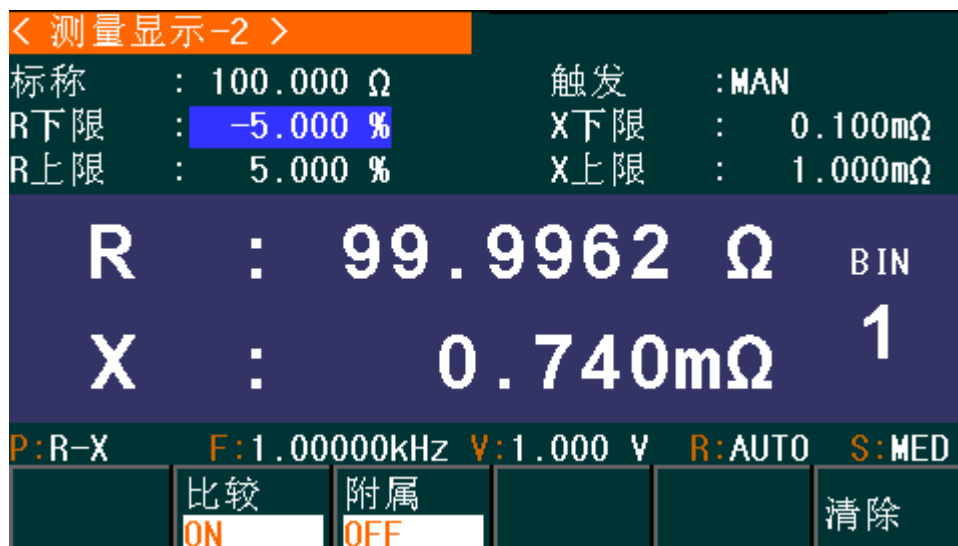 < 测量显示-2 >
标称 : 100.000 Ω 触发 :MAN
R下限 : -5.000 % X下限 : 0.100mΩ
R上限 : 5.000 % X上限 : 1.000mΩ
R : 99.9962 Ω BIN
X : 0.740mΩ 1
P:R-X F:1.00000kHz V:1.000 V R:AUTO S:MED
比较 附属 清除
ON OFF